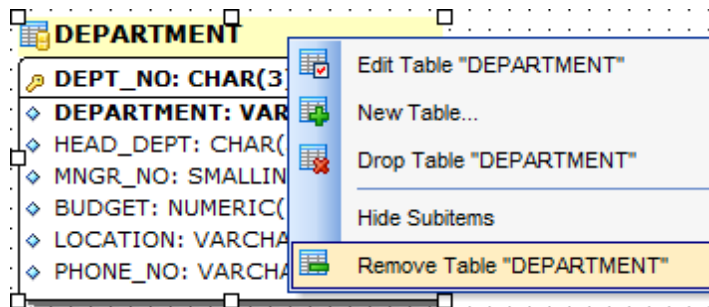 DEPARTMENT
DEPT_NO: CHAR(3)
DEPARTMENT: VAR
HEAD_DEPT: CHAR(
MNGR_NO: SMALLIN
BUDGET: NUMERIC(
LOCATION: VARCHA
PHONE_NO: VARCHA
Edit Table "DEPARTMENT"
New Table...
Drop Table "DEPARTMENT"
Hide Subitems
Remove Table "DEPARTMENT"